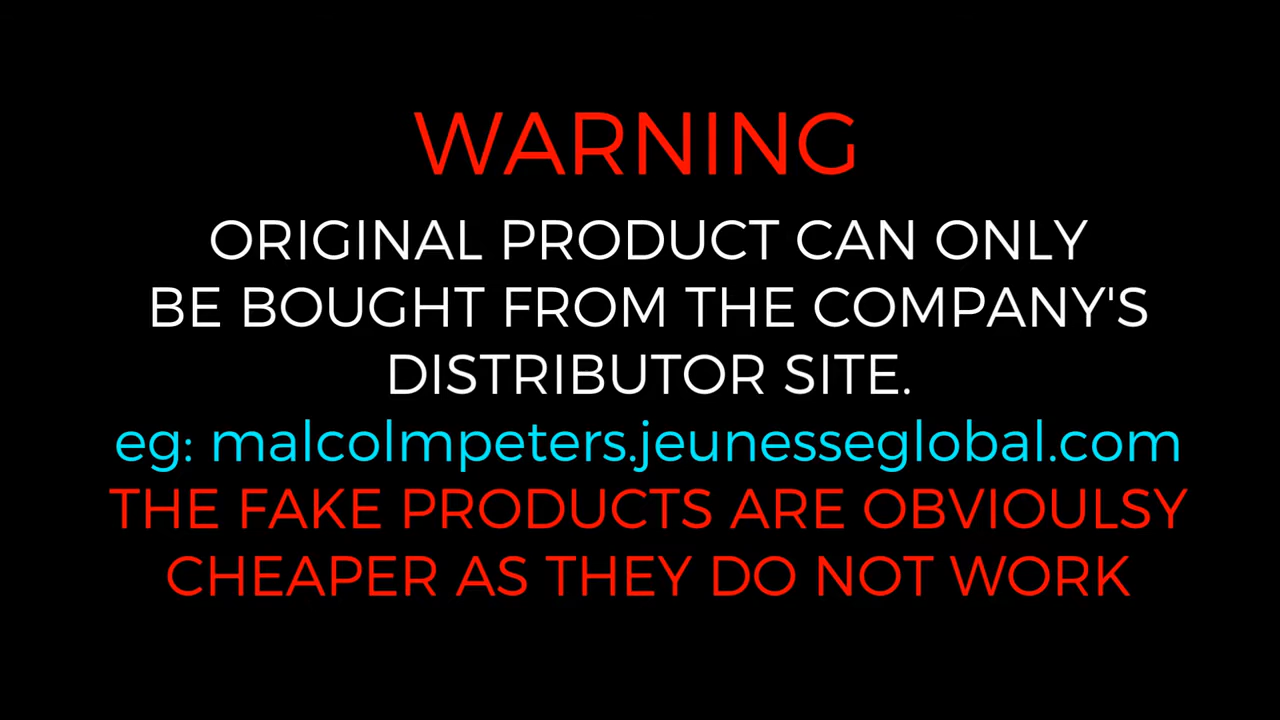 WARNING
ORIGINAL PRODUCT CAN ONLY
BE BOUGHT FROM THE COMPANY'S
DISTRIBUTOR SITE.
eg: malcolmpeters.jeunesseglobal.com
THE FAKE PRODUCTS ARE OBVIOULSY
CHEAPER AS THEY DO NOT WORK